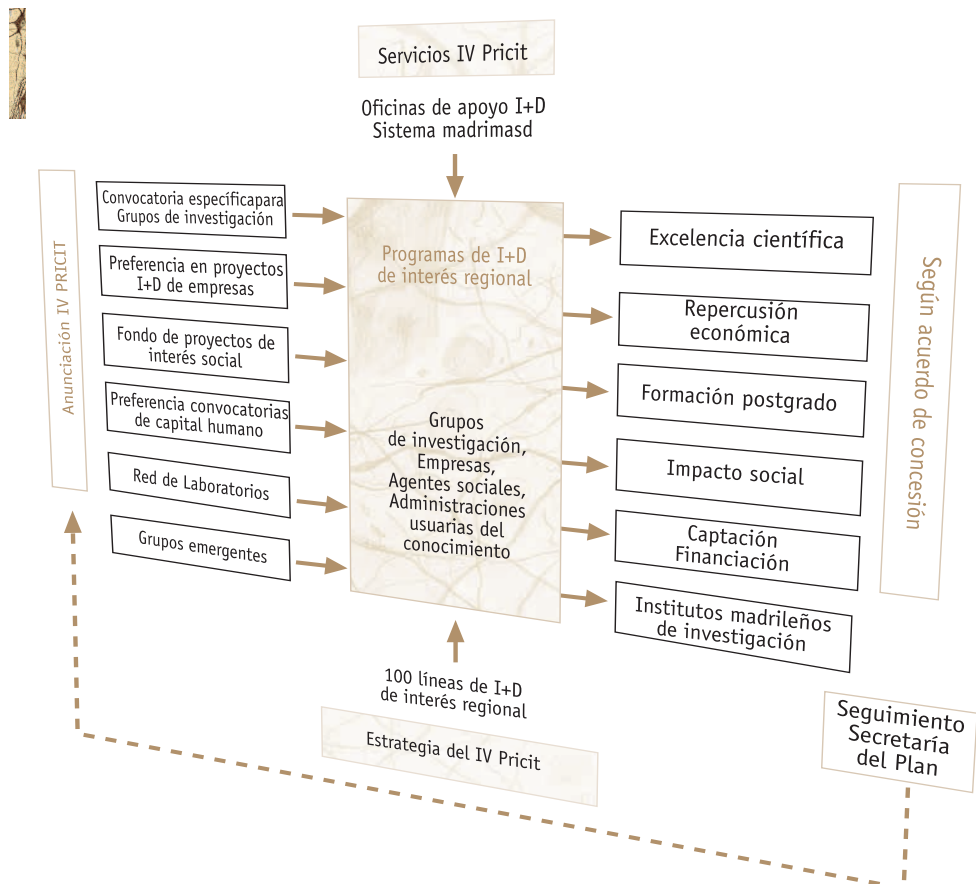 Servicios IV Pricit
Oficinas de apoyo I+D
Sistema madrimasd
Anunciación IV PRICIT
Convocatoria específicapara
Grupos de investigación
Preferencia en proyectos
I+D de empresas
Fondo de proyectos de
interés social
Preferencia convocatorias
de capital humano
Red de Laboratorios
Grupos emergentes
Programas de I+D
de interés regional
Grupos
de investigación,
Empresas,
Agentes sociales,
Administraciones
usuarias del
conocimiento
Excelencia científica
Repercusión
económica
Formación postgrado
Impacto social
Captación
Financiación
Institutos madrileños
de investigación
Según acuerdo de concesión
100 líneas de I+D
de interés regional
Estrategia del IV Pricit
Seguimiento
Secretaría
del Plan